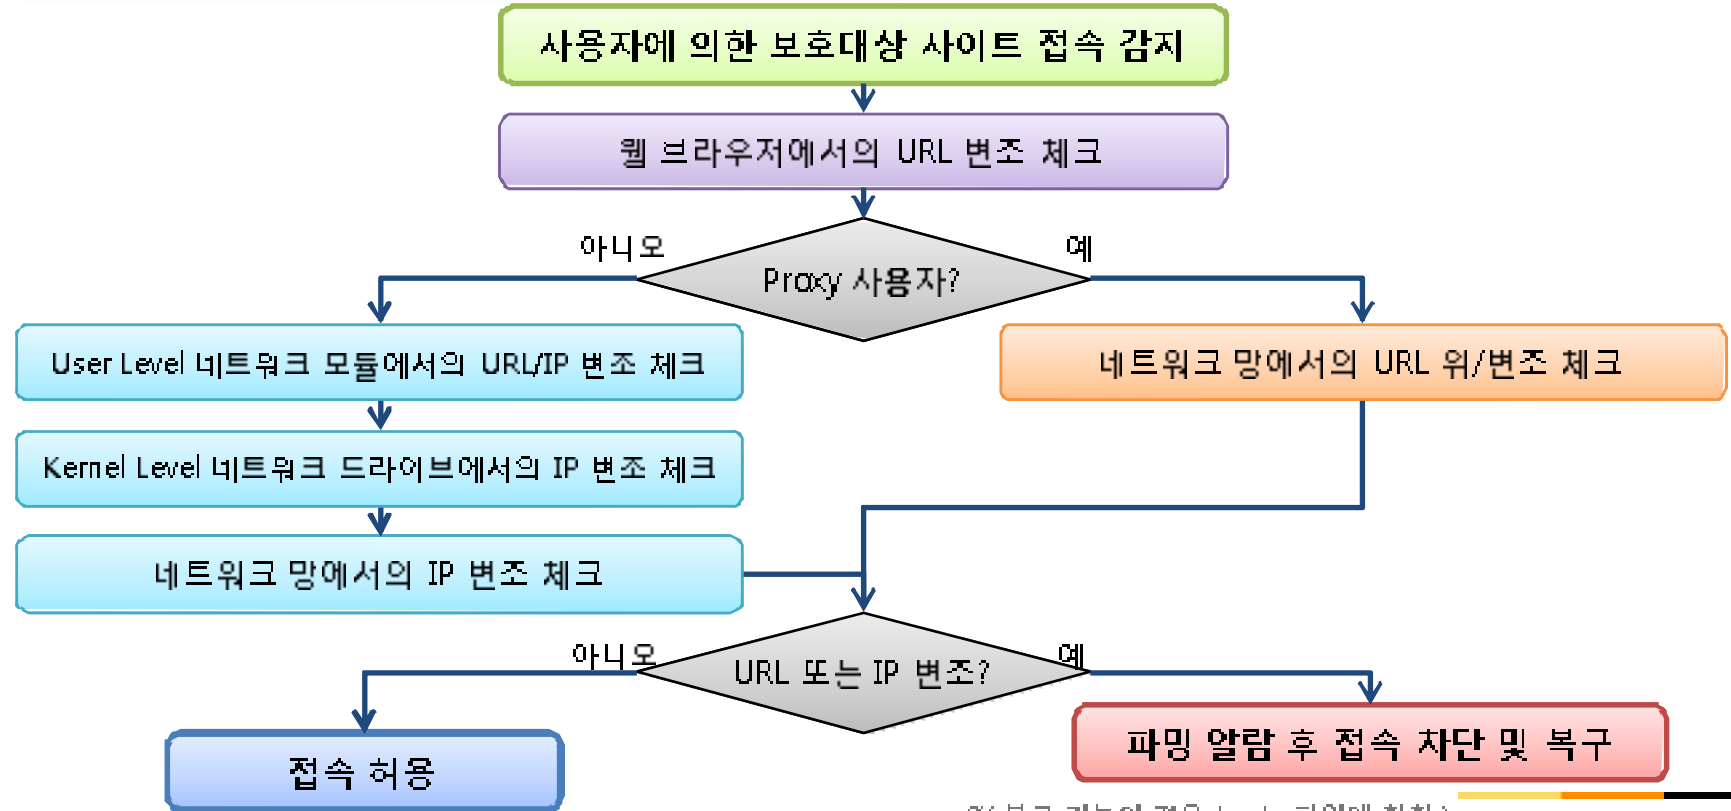 사용자에 의한 보호대상 사이트 접속 감지
웹 브라우저에서의 URL 변조 체크
아니오
예
Proxy 사용자?
User Level 네트워크 모듈에서의 URL/IP 변조 체크
네트워크 망에서의 URL 위/변조 체크
Kernel Level 네트워크 드라이브에서의 IP 변조 체크
네트워크 망에서의 IP 변조 체크
아니오
예
URL 또는 IP 변조?
파밍 알람 후 접속 차단 및 복구
접속 허용